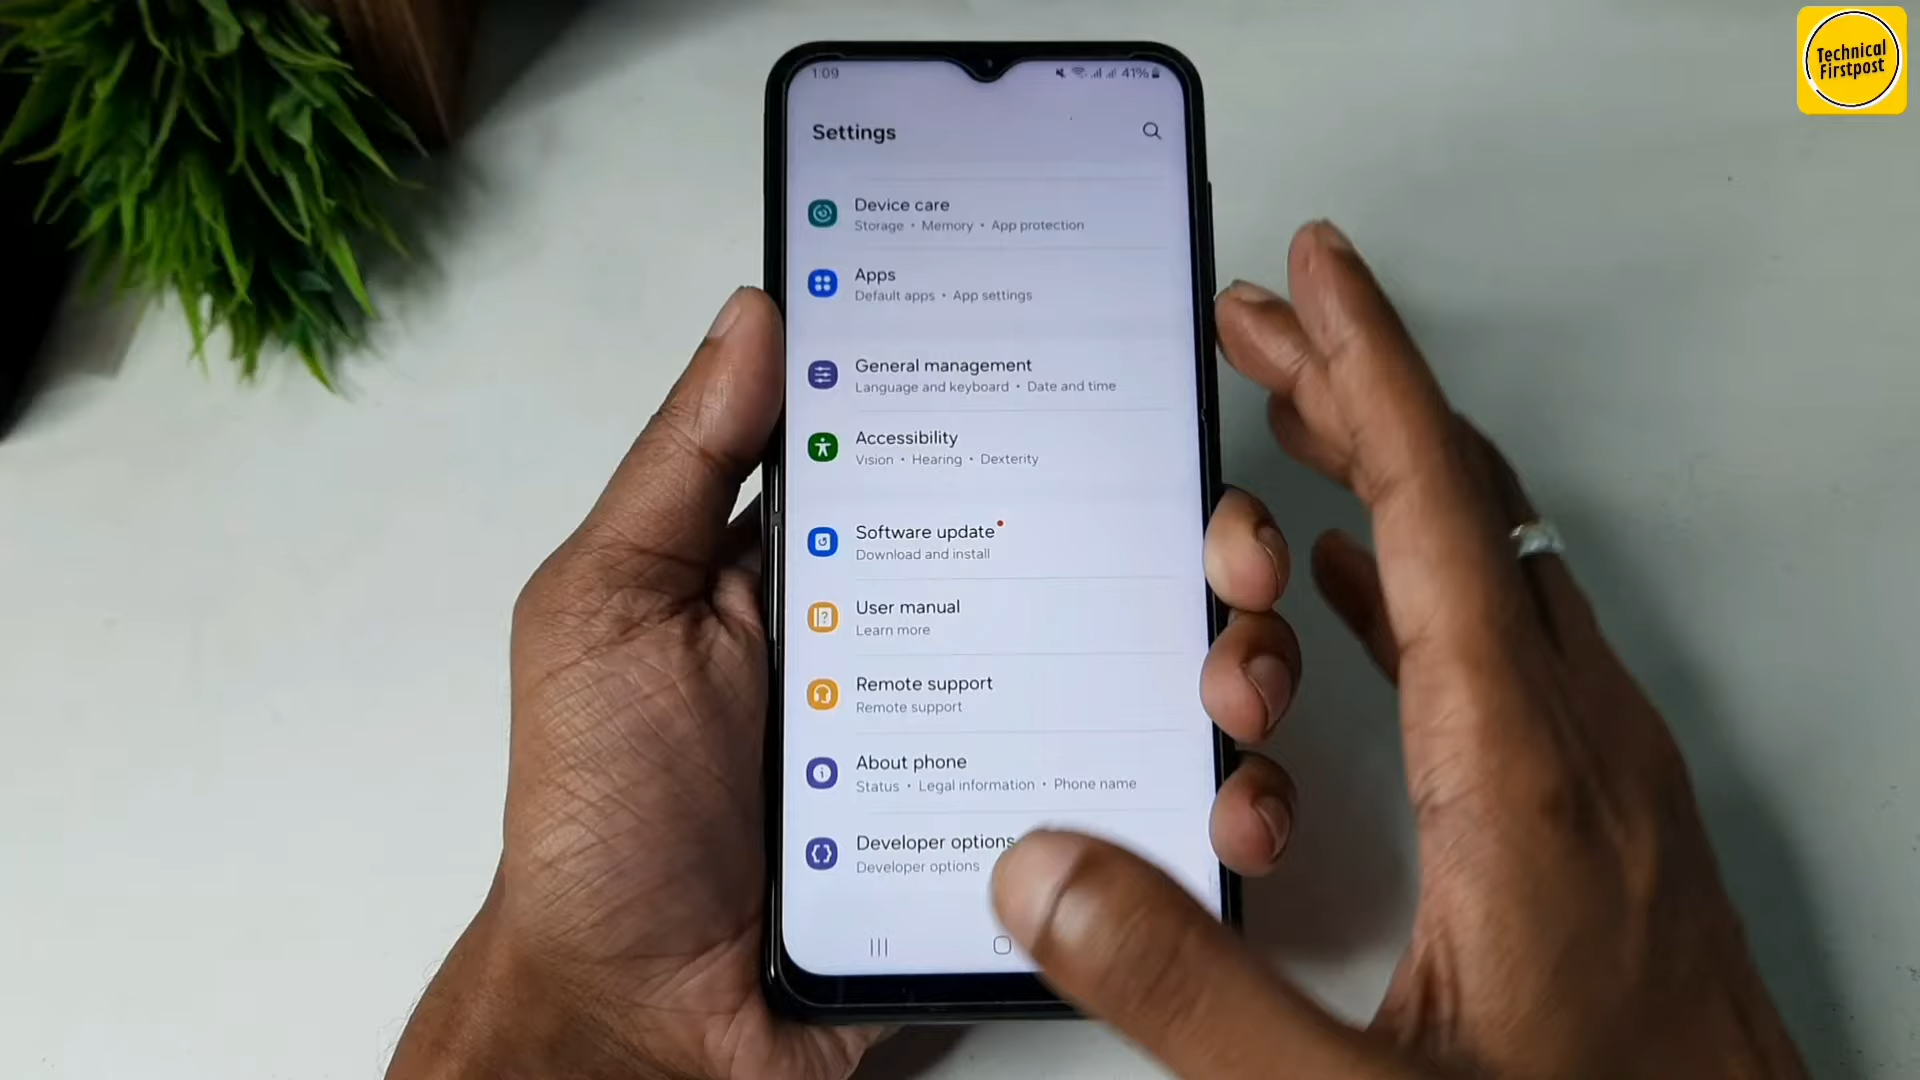 Technical
Firstpost
1:09
41%
Settings
Device care
Storage • Memory • App protection
Apps
Default apps • App settings
General management
Language and keyboard • Date and time
Accessibility
Vision • Hearing • Dexterity
Software update
Download and install
User manual
Learn more
Remote support
Remote support
About phone
Status • Legal information • Phone name
Developer options
Developer options